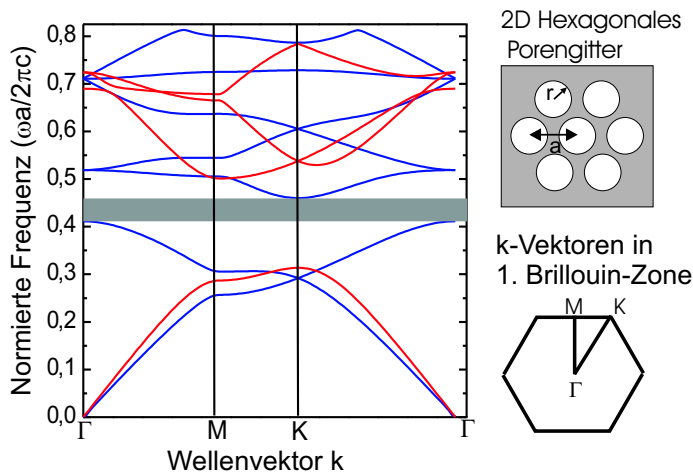 Normierte Frequenz (ωa/2πc)
0,8
0,7
0,6
0,5
0,4
0,3
0,2
0,1
0,0
Γ
M
K
Γ
Wellenvektor k
2D Hexagonales
Porengitter
r
a
k-Vektoren in
1. Brillouin-Zone
M
K
Γ